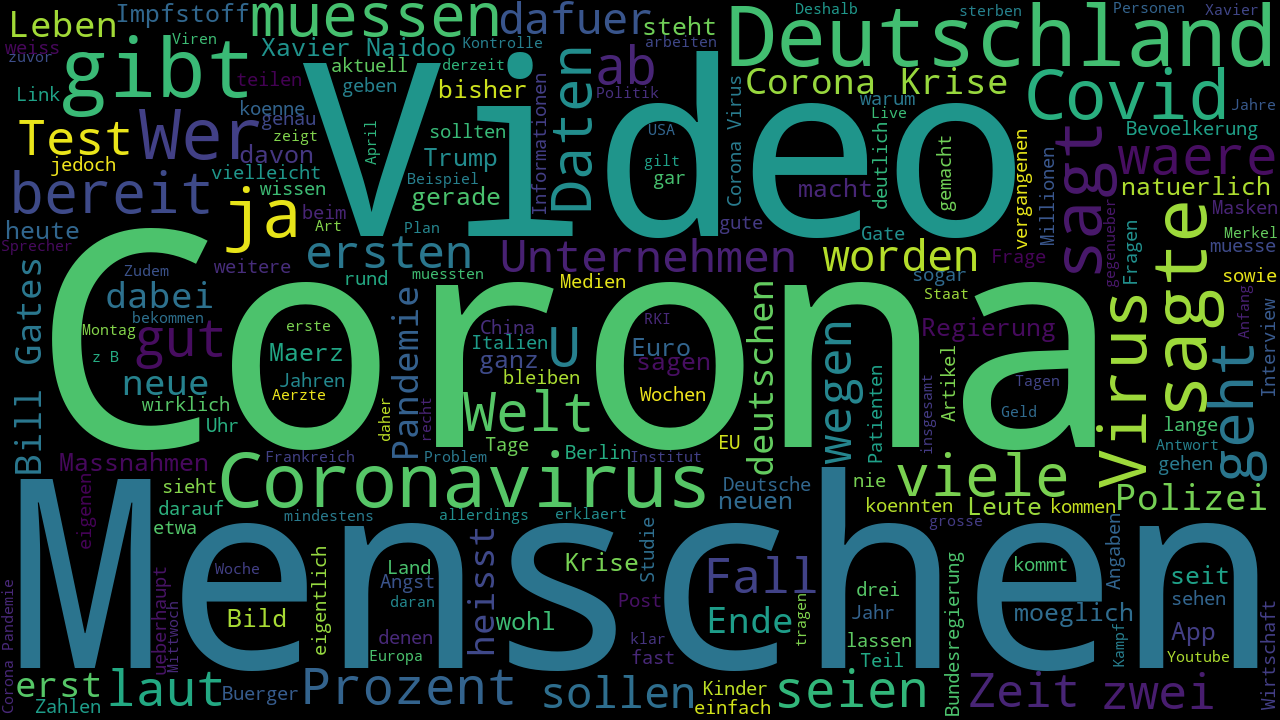 Leben
Impfstoff
muessen
dafuer
steht
Deutschland
Deshalb
sterben
Personen
Xavier
weiss
zuvor
Viren
gibt
Xavier Naidoo
Kontrolle
arbeiten
aktuell
derzeit
teilen
geben
bisher
Daten
ab
Politik
Corona Krise
Covid
Link
koenne
genau
Informationen
Corona Virus
warum
Live
Jahre
Test
Wer
zeigt
April
Video
sollten
USA
deutlich
gemacht
vergangenen
Millionen
sagt
Bevoelkerung
jedoch
davon
Trump
gilt
gar
waere
vielleicht
Beispiel
bereit
wissen
gerade
macht
natuerlich
ja
beim
Art
Plan
gute
Gate
Fragen
gegenueber
Masken
heute
Sprecher
ersten
Unternehmen
worden
Frage
sagte
muesse
Merkel
weitere
Zudem
rund
muessten
Medien
sogar
Staat
sowie
Bill Gates
dabei
bekommen
Corona
Pandemie
deutschen
Virus
Anfang
Interview
Montag
gut
erste
China
U
RKI
Regierung
z B
Maerz
Italien
Euro
wegen
geht
ganz
sagen
Artikel
neue
Jahren
bleiben
Patienten
Tagen
Aerzte
Wochen
insgesamt
wirklich
daher
recht
Welt
Geld
Uhr
lange
Tage
Berlin
EU
Antwort
Massnahmen
Frankreich
Problem
Institut
gehen
eigenen
sieht
Coronavirus
Deutsche
nie
viele
Polizei
darauf
neuen
koennten
Leute
kommen
etwa
mindestens
allerdings
erklaert
grosse
Menschen
Corona Pandemie
ueberhaupt
Mittwoch
Woche
eigentlich
Land
Angst
heisst
Krise
Studie
Fall
Bundesregierung
kommt
Angaben
seit
daran
Post
drei
sehen
Wirtschaft
Bild
denen
wohl
Ende
tragen
Jahr
moeglich
Kampf
App
klar
lassen
Europa
fast
Teil
Youtube
erst
laut
Buerger
Prozent
sollen
Kinder
seien
Zeit
zwei
Zahlen
einfach